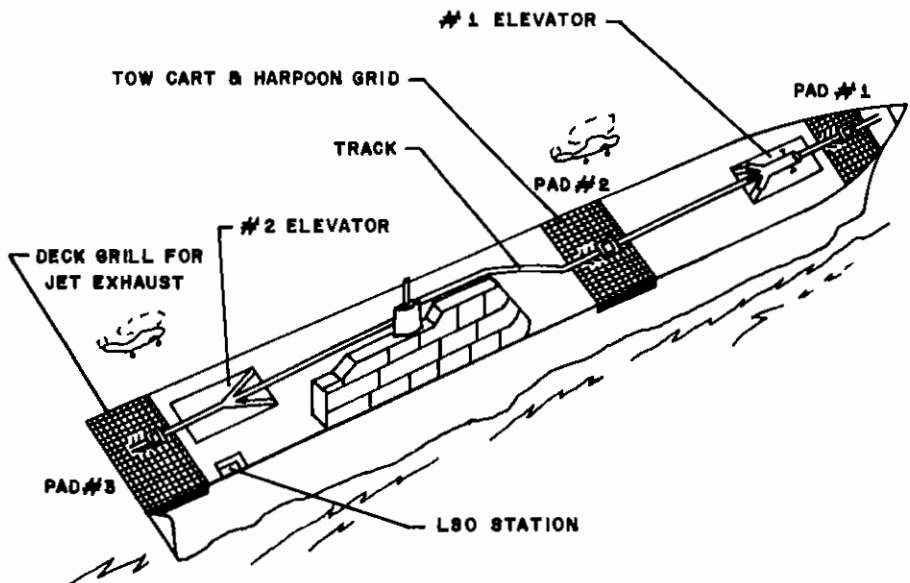 #1 ELEVATOR
TOW CART & HARPOON GRID
PAD #1
TRACK
PAD #2
#2 ELEVATOR
DECK GRILL FOR
JET EXHAUST
PAD #3
LSO STATION